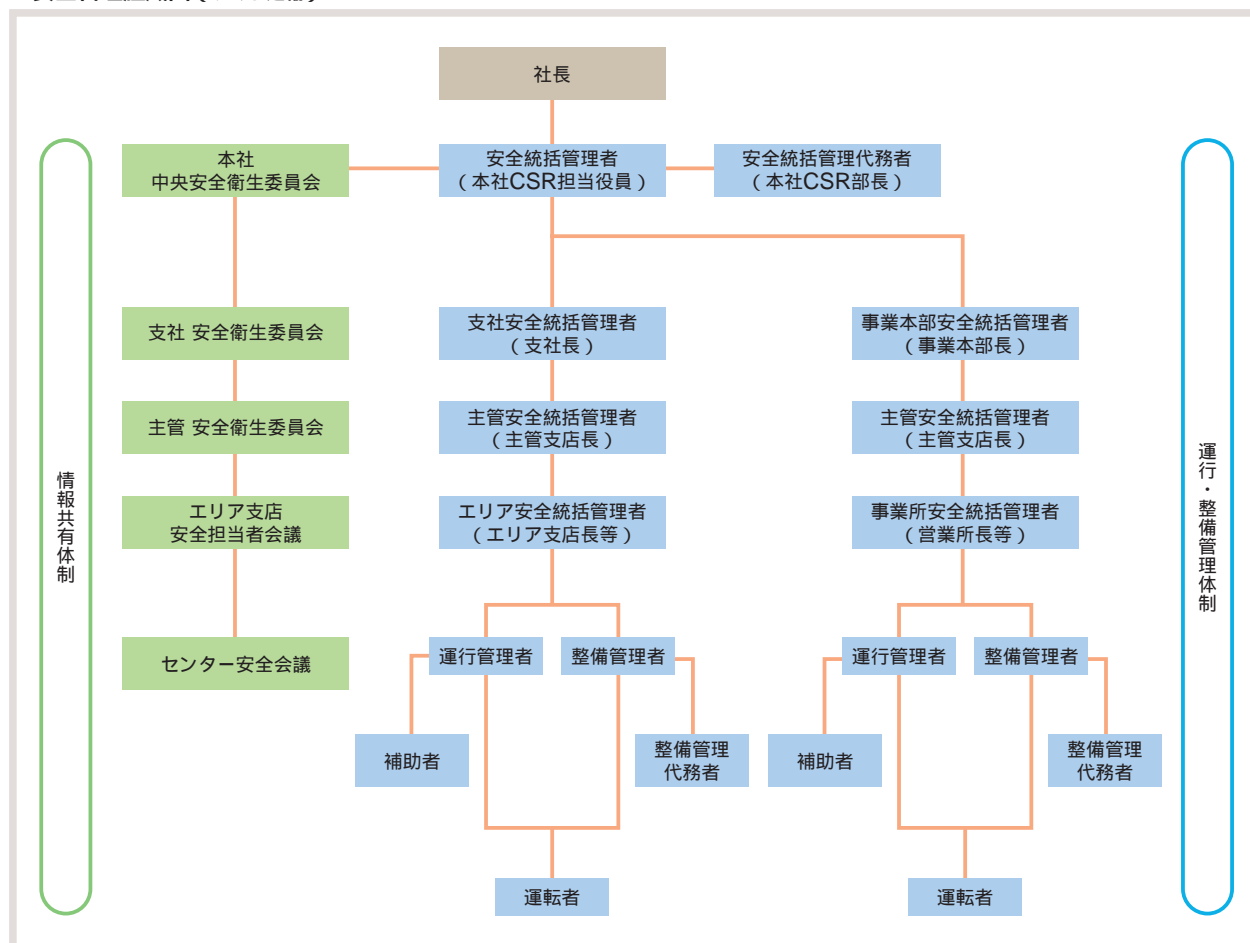 社長
本社
中央安全衛生委員会
安全統括管理者
(本社CSR担当役員)
安全統括管理代務者
(本社CSR部長)
支社 安全衛生委員会
支社安全統括管理者
(支社長)
事業本部安全統括管理者
(事業本部長)
主管 安全衛生委員会
主管安全統括管理者
(主管支店長)
主管安全統括管理者
(主管支店長)
エリア支店
安全担当者会議
エリア安全統括管理者
(エリア支店長等)
事業所安全統括管理者
(営業所長等)
センター安全会議
運行管理者
整備管理者
運行管理者
整備管理者
補助者
整備管理
代務者
補助者
整備管理
代務者
運転者
運転者
情報共有体制
運行・整備管理体制